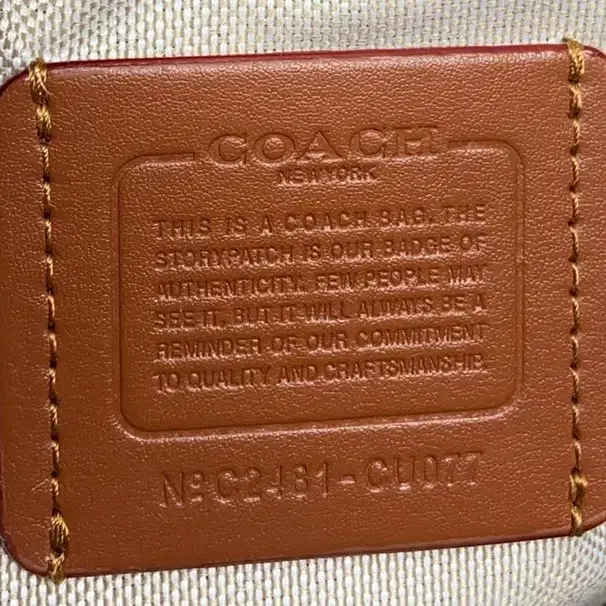 COACH
NEW YORK
THIS IS A COACH BAG. THE
STORYPATCH IS OUR BADGE OF
AUTHENTICITY. FEW PEOPLE MAY
SEE IT, BUT IT WILL ALWAYS BE A
REMINDER OF OUR COMMITMENT
TO QUALITY AND CRAFTSMANSHIP.
Nº C2481-CU077